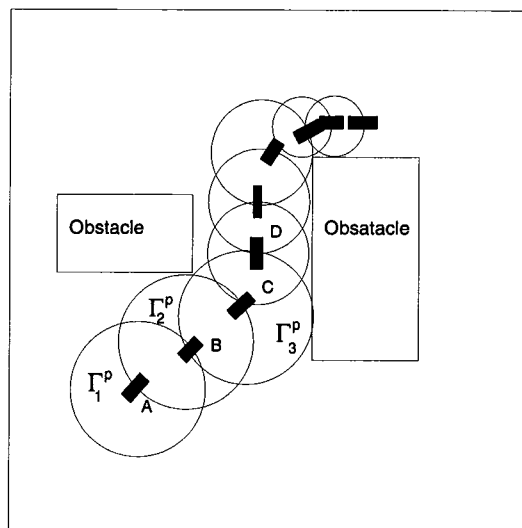 Obstacle
Obsatacle
D
C
Γ₂ᵖ
Γ₃ᵖ
B
Γ₁ᵖ
A